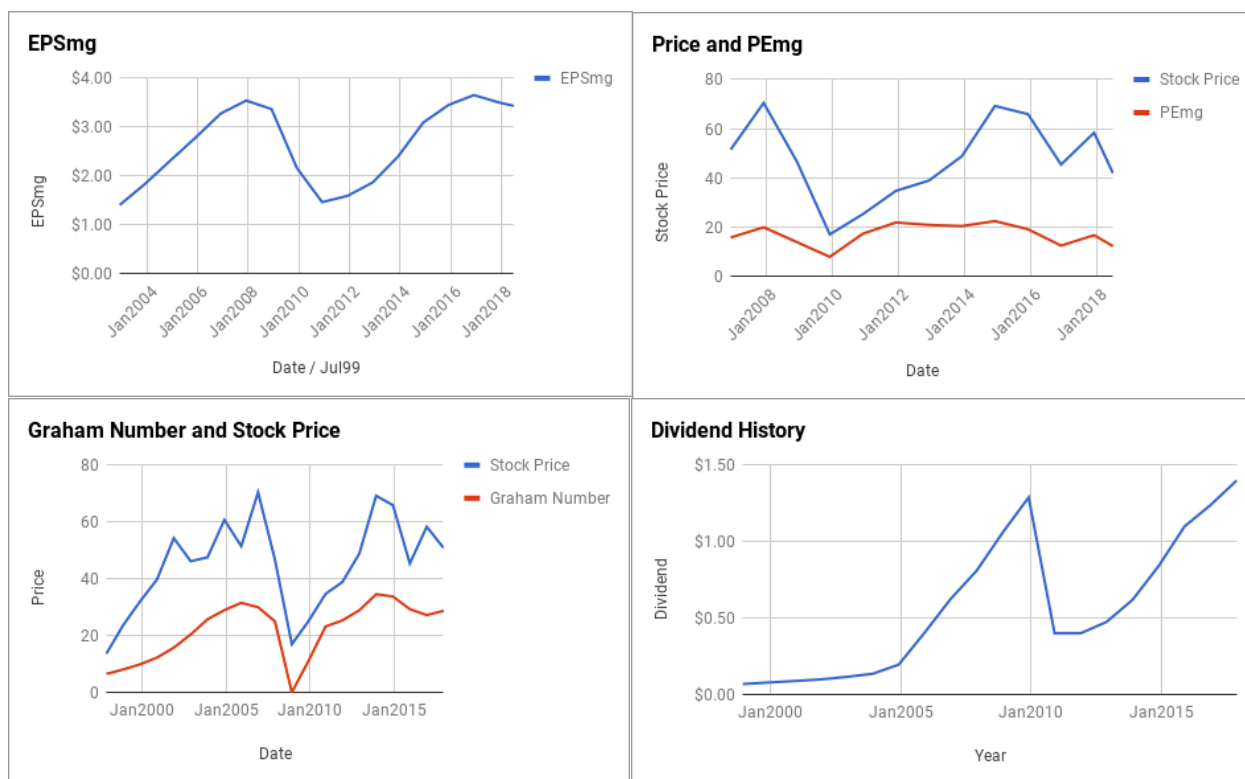 EPSmg
EPSmg
$4.00
$3.00
$2.00
$1.00
$0.00
EPSmg
Jan2004
Jan2006
Jan2008
Jan2010
Jan2012
Jan2014
Jan2016
Jan2018
Date / Jul99
Price and PEmg
Stock Price
PEmg
80
60
40
20
0
Stock Price
Jan2008
Jan2010
Jan2012
Jan2014
Jan2016
Jan2018
Date
Graham Number and Stock Price
Stock Price
Graham Number
80
60
40
20
0
Price
Jan2000
Jan2005
Jan2010
Jan2015
Date
Dividend History
$1.50
$1.00
$0.50
$0.00
Dividend
Jan2000
Jan2005
Jan2010
Jan2015
Year